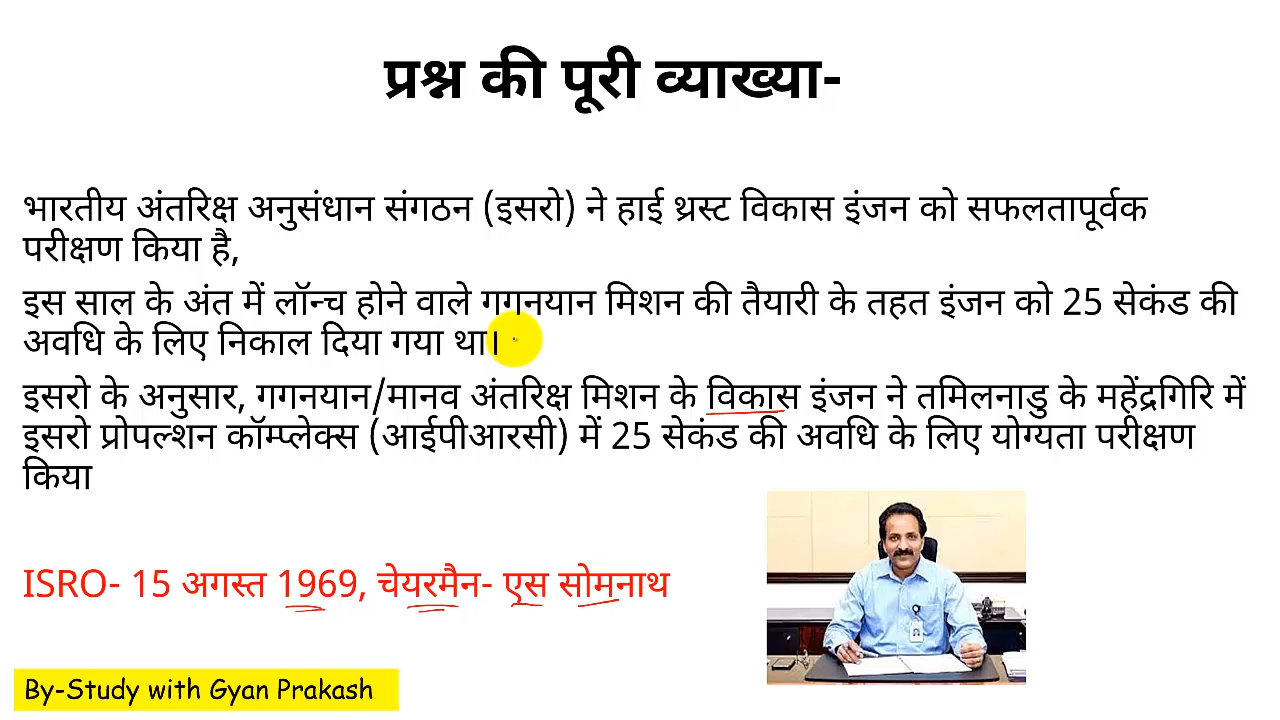 प्रश्न की पूरी व्याख्या-
भारतीय अंतरिक्ष अनुसंधान संगठन (इसरो) ने हाई थ्रस्ट विकास इंजन को सफलतापूर्वक
परीक्षण किया है,
इस साल के अंत में लॉन्च होने वाले गगनयान मिशन की तैयारी के तहत इंजन को 25 सेकंड की
अवधि के लिए निकाल दिया गया था।
इसरो के अनुसार, गगनयान/मानव अंतरिक्ष मिशन के विकास इंजन ने तमिलनाडु के महेंद्रगिरि में
इसरो प्रोपल्शन कॉम्प्लेक्स (आईपीआरसी) में 25 सेकंड की अवधि के लिए योग्यता परीक्षण
किया
ISRO- 15 अगस्त 1969, चेयरमैन- एस सोमनाथ
By-Study with Gyan Prakash